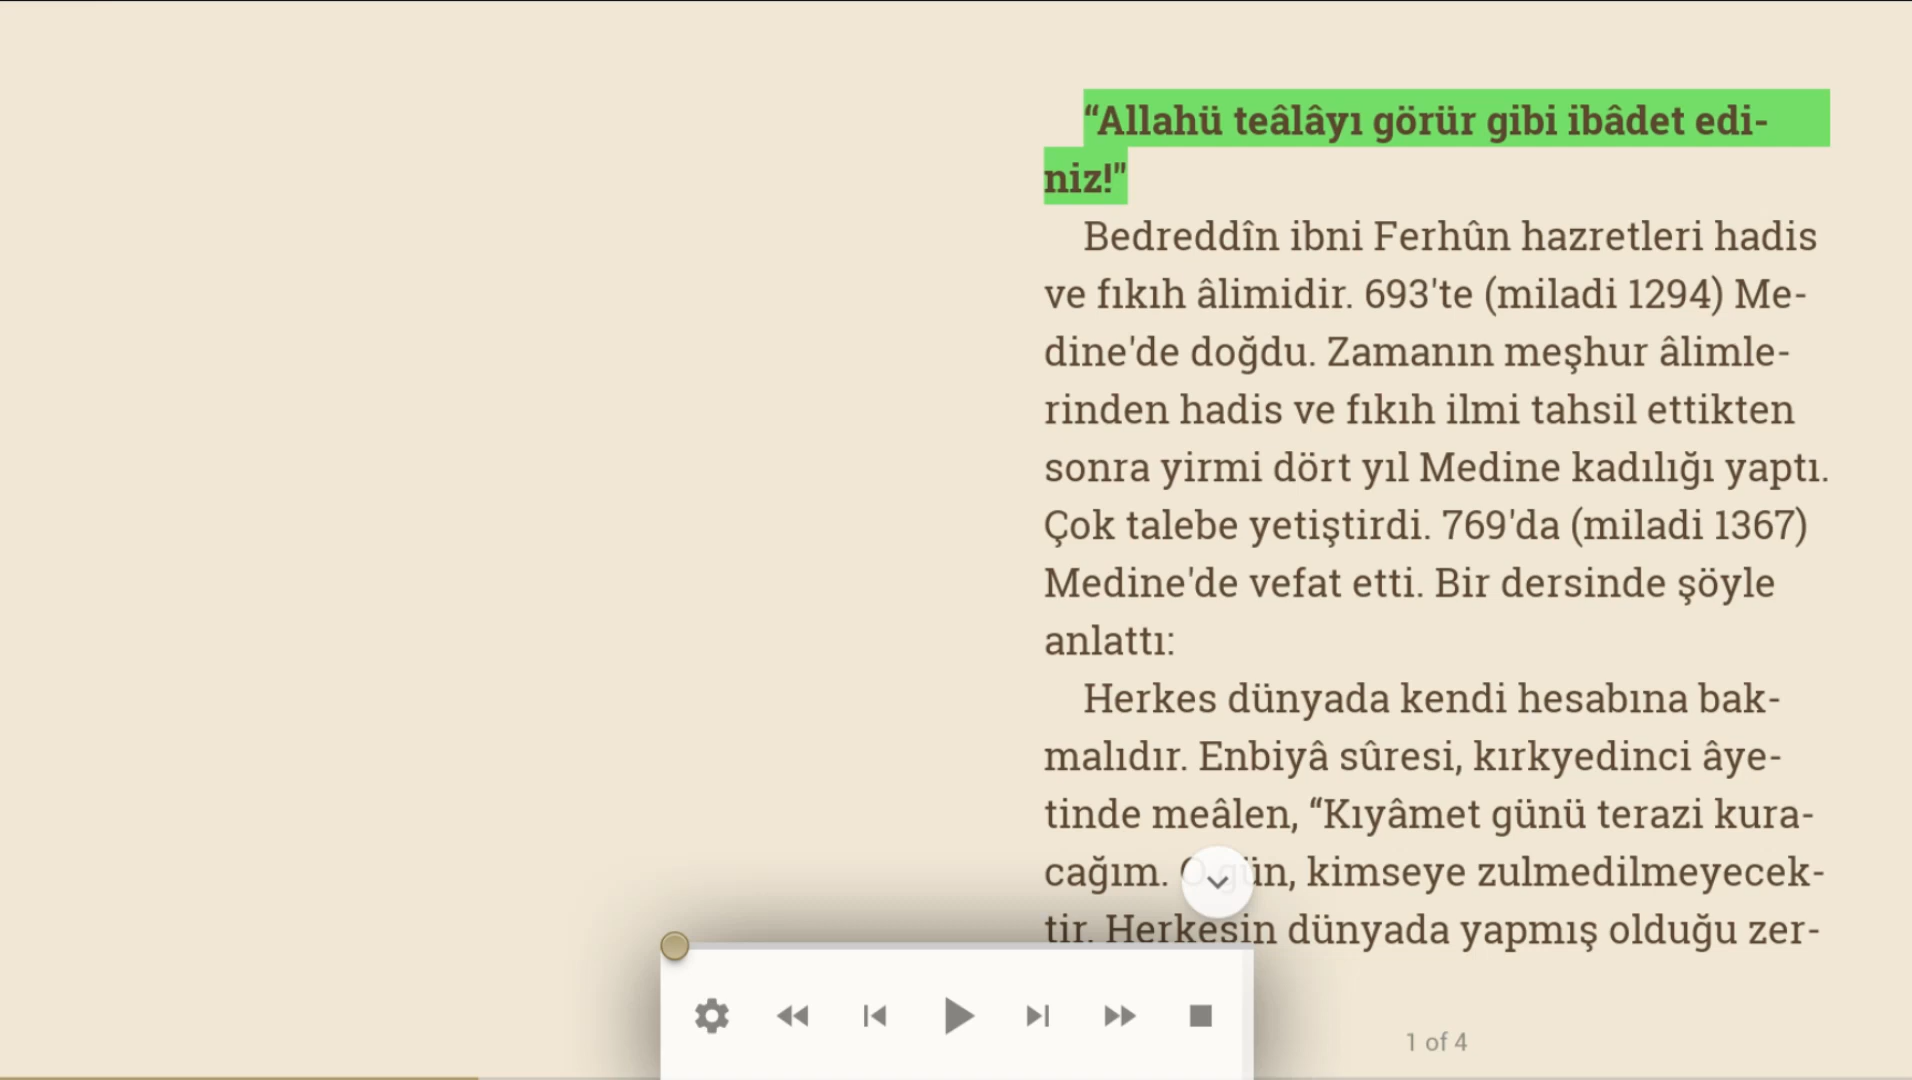 “Allahü teâlâyı görür gibi ibâdet edi-
niz!"
Bedreddîn ibni Ferhûn hazretleri hadis
ve fıkıh âlimidir. 693'te (miladi 1294) Me-
dine'de doğdu. Zamanın meşhur âlimle-
rinden hadis ve fıkıh ilmi tahsil ettikten
sonra yirmi dört yıl Medine kadılığı yaptı.
Çok talebe yetiştirdi. 769'da (miladi 1367)
Medine'de vefat etti. Bir dersinde şöyle
anlattı:
Herkes dünyada kendi hesabına bak-
malıdır. Enbiyâ sûresi, kırkyedinci âye-
tinde meâlen, “Kıyâmet günü terazi kura-
cağım. O gün, kimseye zulmedilmeyecek-
tir. Herkesin dünyada yapmış olduğu zer-
1 of 4